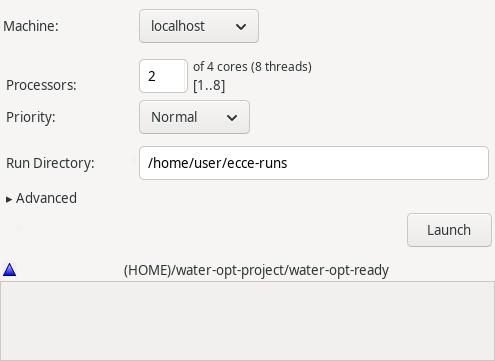 Machine: localhost
of 4 cores (8 threads)
Processors: 2 [1..8]
Priority: Normal
Run Directory: /home/user/ecce-runs
▸ Advanced
Launch
(HOME)/water-opt-project/water-opt-ready